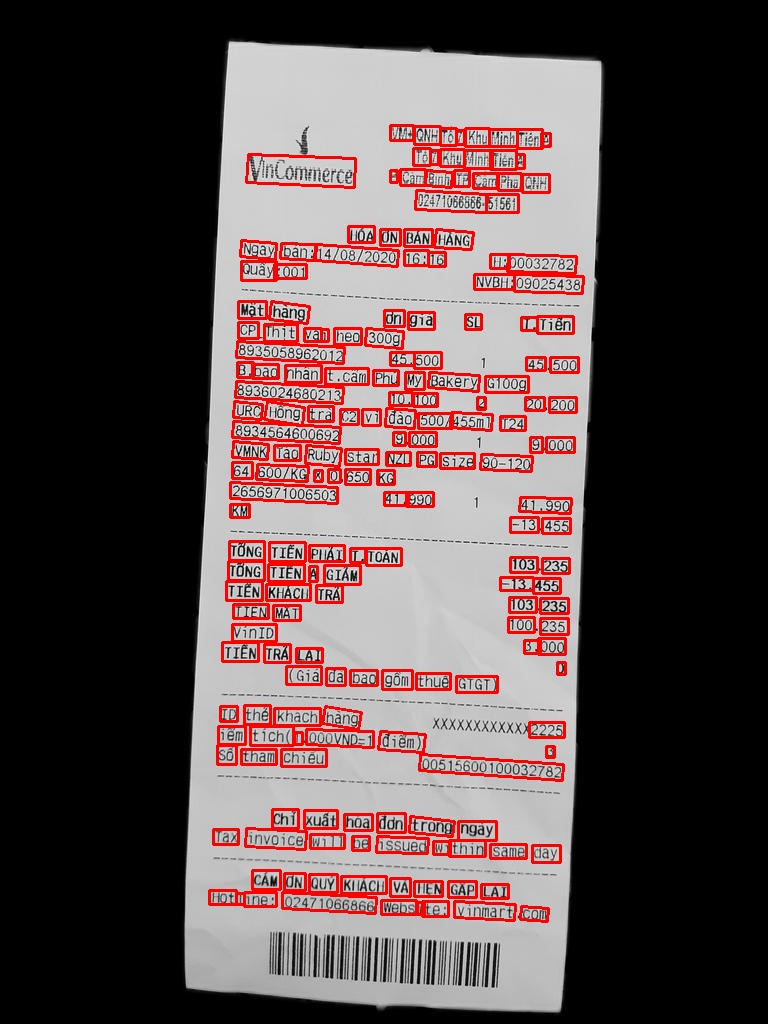 VinCommerce
VM+ QNH Tổ 7 Khu Minh Tiến A
Tổ 7 Khu Minh Tiến A
P. Cẩm Bình TP. Cẩm Phả QNH
02471066866-51561
HÓA ĐƠN BÁN HÀNG
Ngày bán:14/08/2020 16:16 HĐ:00032782
Quầy:001 NVBH:09025438
Mặt hàng Đơn giá SL T.Tiền
CP_Thịt vai heo 300g
8935058962012 45.500 1 45.500
B.bao nhân t.cẩm Phú Mỹ Bakery G100g
8936024680213 10.100 2 20.200
URC_Hồng trà C2 vị đào 500/455ml T24
8934564600692 9.000 1 9.000
VMNK Táo Ruby star NZL PG size 90-120
64.600/KG x 0.650 KG
2656971006503 41.990 1 41.990
KM -13.455
TỔNG TIỀN PHẢI T.TOÁN 103.235
TỔNG TIỀN ĐÃ GIẢM -13.455
TIỀN KHÁCH TRẢ 103.235
TIỀN MẶT 100.235
VinID 3.000
TIỀN TRẢ LẠI 0
(Giá đã bao gồm thuế GTGT)
ID thẻ khách hàng XXXXXXXXXXXX2225
Điểm tích(1.000VND=1 điểm) 3
Số tham chiếu 00515600100032782
Chỉ xuất hóa đơn trong ngày
Tax invoice will be issued within same day
CẢM ƠN QUÝ KHÁCH VÀ HẸN GẶP LẠI
Hotline: 02471066866 Website: vinmart.com